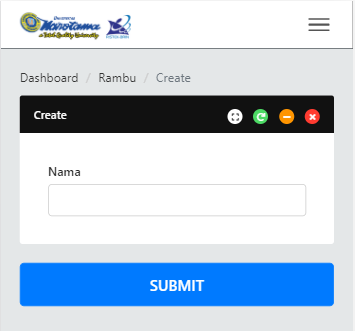 Dashboard / Rambu / Create
Create
Nama
SUBMIT